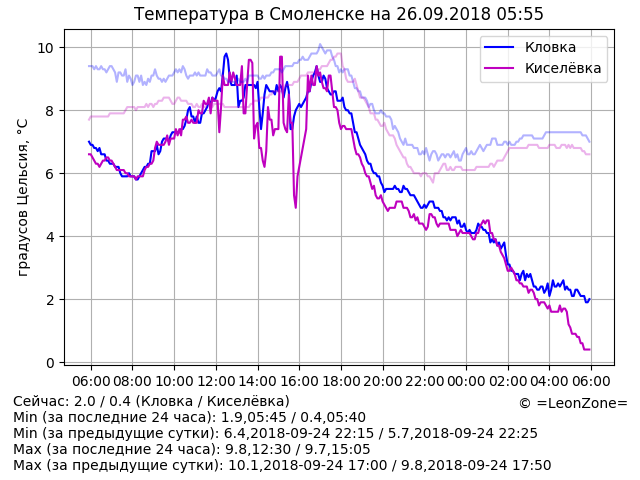 Температура в Смоленске на 26.09.2018 05:55
Кловка
Киселёвка
градусов Цельсия, °C
10
8
6
4
2
0
06:00 08:00 10:00 12:00 14:00 16:00 18:00 20:00 22:00 00:00 02:00 04:00 06:00
Сейчас: 2.0 / 0.4 (Кловка / Киселёвка)
© =LeonZone=
Min (за последние 24 часа): 1.9,05:45 / 0.4,05:40
Min (за предыдущие сутки): 6.4,2018-09-24 22:15 / 5.7,2018-09-24 22:25
Max (за последние 24 часа): 9.8,12:30 / 9.7,15:05
Max (за предыдущие сутки): 10.1,2018-09-24 17:00 / 9.8,2018-09-24 17:50